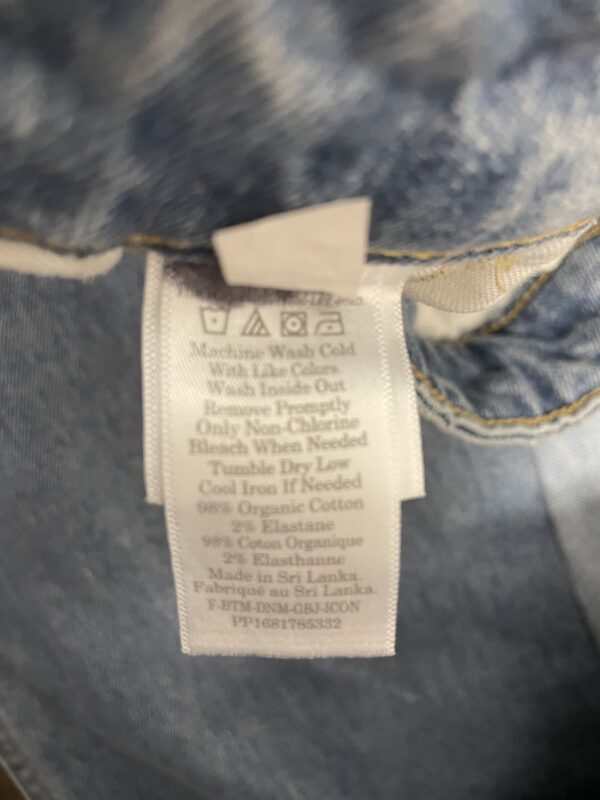 Machine Wash Cold
With Like Colors.
Wash Inside Out
Remove Promptly
Only Non-Chlorine
Bleach When Needed
Tumble Dry Low
Cool Iron If Needed
98% Organic Cotton
2% Elastane
98% Coton Organique
2% Elasthanne
Made in Sri Lanka.
Fabriqué au Sri Lanka.
F-BTM-DNM-GBJ-ICON
PP1681785332